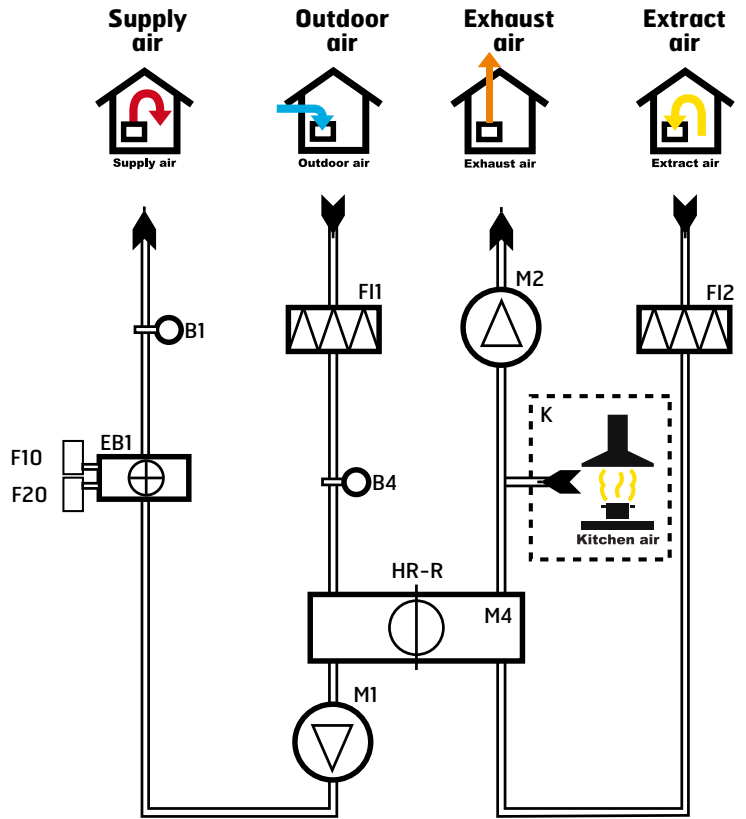 Supply
air
Outdoor
air
Exhaust
air
Extract
air
Supply air
Outdoor air
Exhaust air
Extract air
M2
FI1
FI2
B1
K
EB1
F10
F20
B4
Kitchen air
HR-R
M4
M1